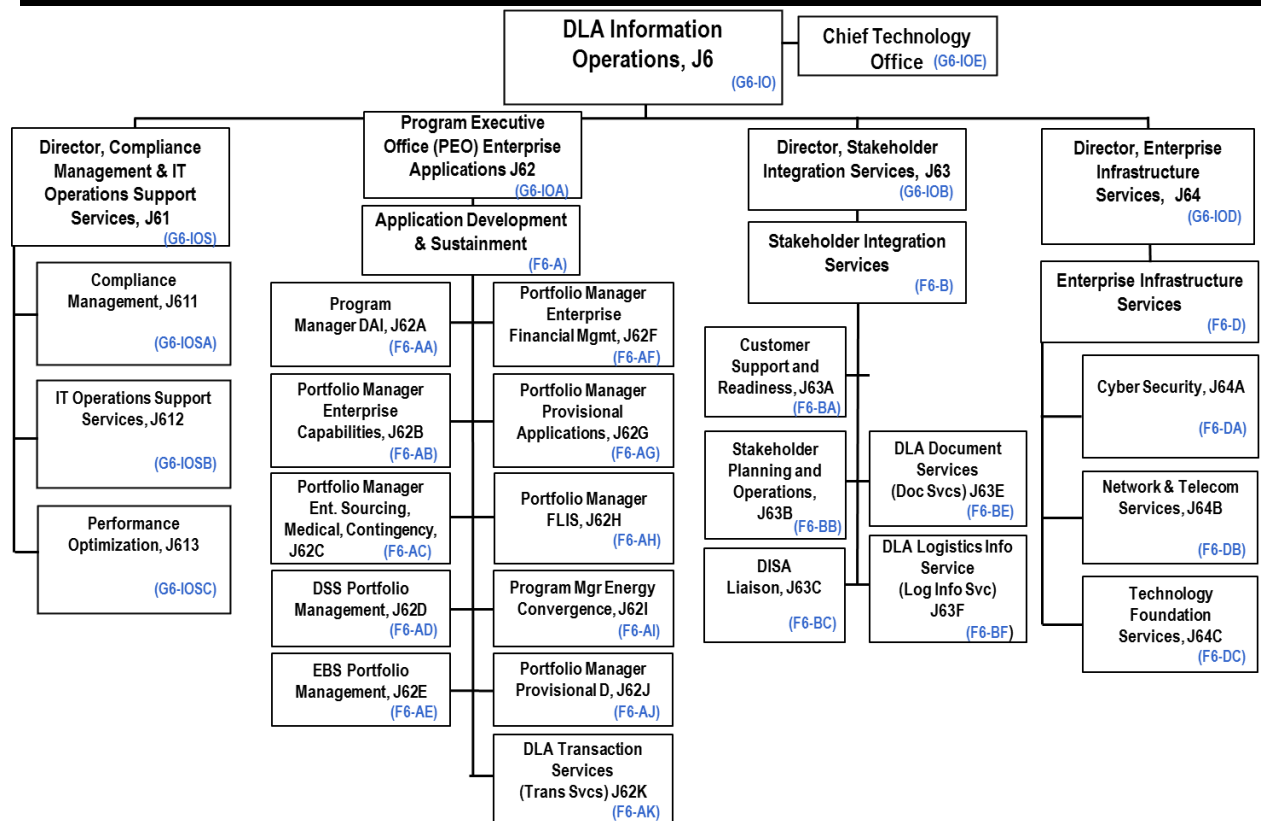 DLA Information
Operations, J6
(G6-IO)
Chief Technology
Office (G6-IOE)
Director, Compliance
Management & IT
Operations Support
Services, J61
(G6-IOS)
Program Executive
Office (PEO) Enterprise
Applications J62
(G6-IOA)
Director, Stakeholder
Integration Services, J63
(G6-IOB)
Director, Enterprise
Infrastructure
Services, J64
(G6-IOD)
Application Development
& Sustainment
(F6-A)
Stakeholder Integration
Services
(F6-B)
Enterprise Infrastructure
Services
(F6-D)
Compliance
Management, J611
(G6-IOSA)
IT Operations Support
Services, J612
(G6-IOSB)
Performance
Optimization, J613
(G6-IOSC)
Program
Manager DAI, J62A
(F6-AA)
Portfolio Manager
Enterprise
Financial Mgmt, J62F
(F6-AF)
Portfolio Manager
Enterprise
Capabilities, J62B
(F6-AB)
Portfolio Manager
Provisional
Applications, J62G
(F6-AG)
Portfolio Manager
Ent. Sourcing,
Medical, Contingency,
J62C
(F6-AC)
Portfolio Manager
FLIS, J62H
(F6-AH)
DSS Portfolio
Management, J62D
(F6-AD)
Program Mgr Energy
Convergence, J62I
(F6-AI)
EBS Portfolio
Management, J62E
(F6-AE)
Portfolio Manager
Provisional D, J62J
(F6-AJ)
DLA Transaction
Services
(Trans Svcs) J62K
(F6-AK)
Customer
Support and
Readiness, J63A
(F6-BA)
Stakeholder
Planning and
Operations,
J63B
(F6-BB)
DLA Document
Services
(Doc Svcs) J63E
(F6-BE)
DISA
Liaison, J63C
(F6-BC)
DLA Logistics Info
Service
(Log Info Svc)
J63F
(F6-BF)
Cyber Security, J64A
(F6-DA)
Network & Telecom
Services, J64B
(F6-DB)
Technology
Foundation
Services, J64C
(F6-DC)